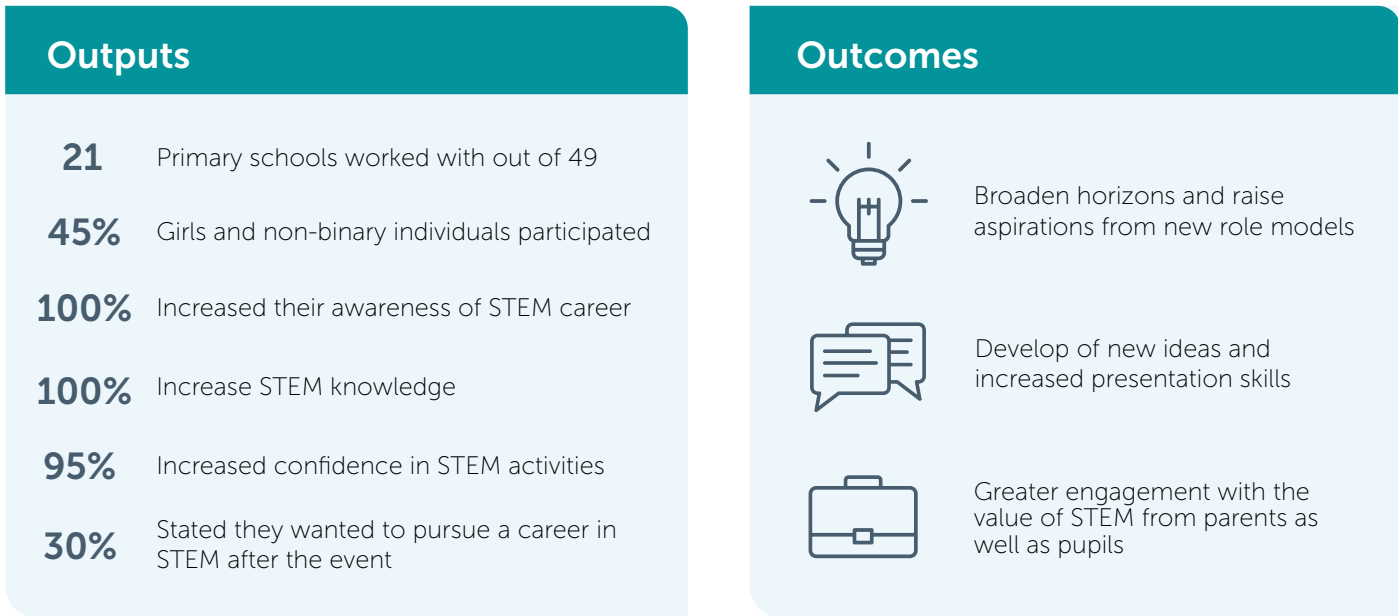 Outputs
21 Primary schools worked with out of 49
45% Girls and non-binary individuals participated
100% Increased their awareness of STEM career
100% Increase STEM knowledge
95% Increased confidence in STEM activities
30% Stated they wanted to pursue a career in
STEM after the event
Outcomes
Broaden horizons and raise
aspirations from new role models
Develop of new ideas and
increased presentation skills
Greater engagement with the
value of STEM from parents as
well as pupils